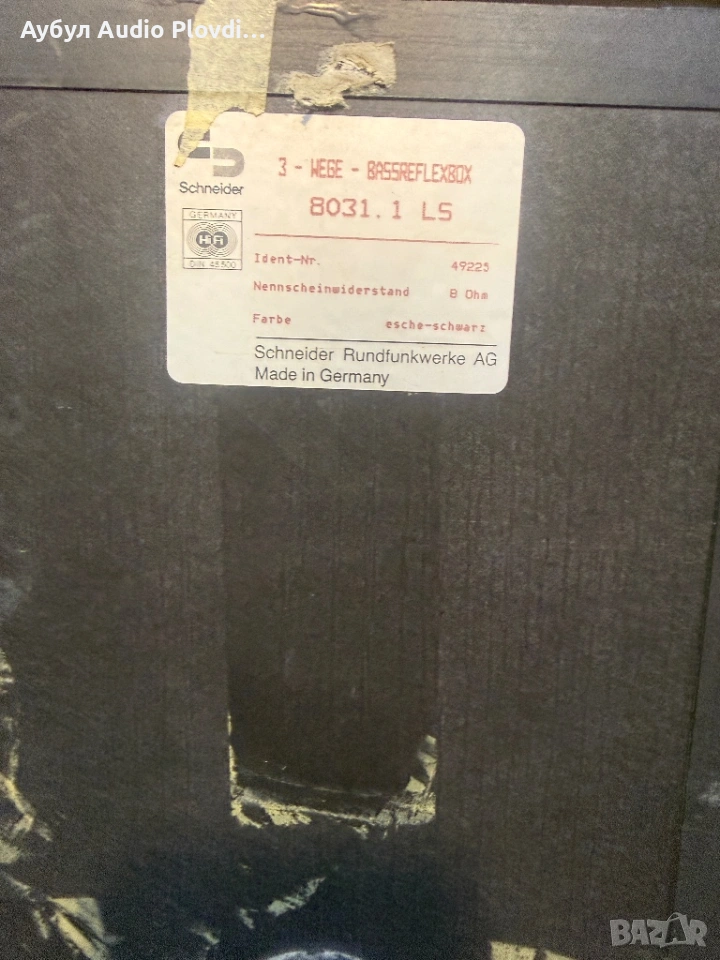 Аубул Audio Plovdi...
3 - WEGE - BASSREFLEXBOX
8031.1 LS
Schneider
GERMANY
HiFi
DIN 45500
Ident-Nr. 49225
Nennscheinwiderstand 8 Ohm
Farbe esche-schwarz
Schneider Rundfunkwerke AG
Made in Germany
BAZAR